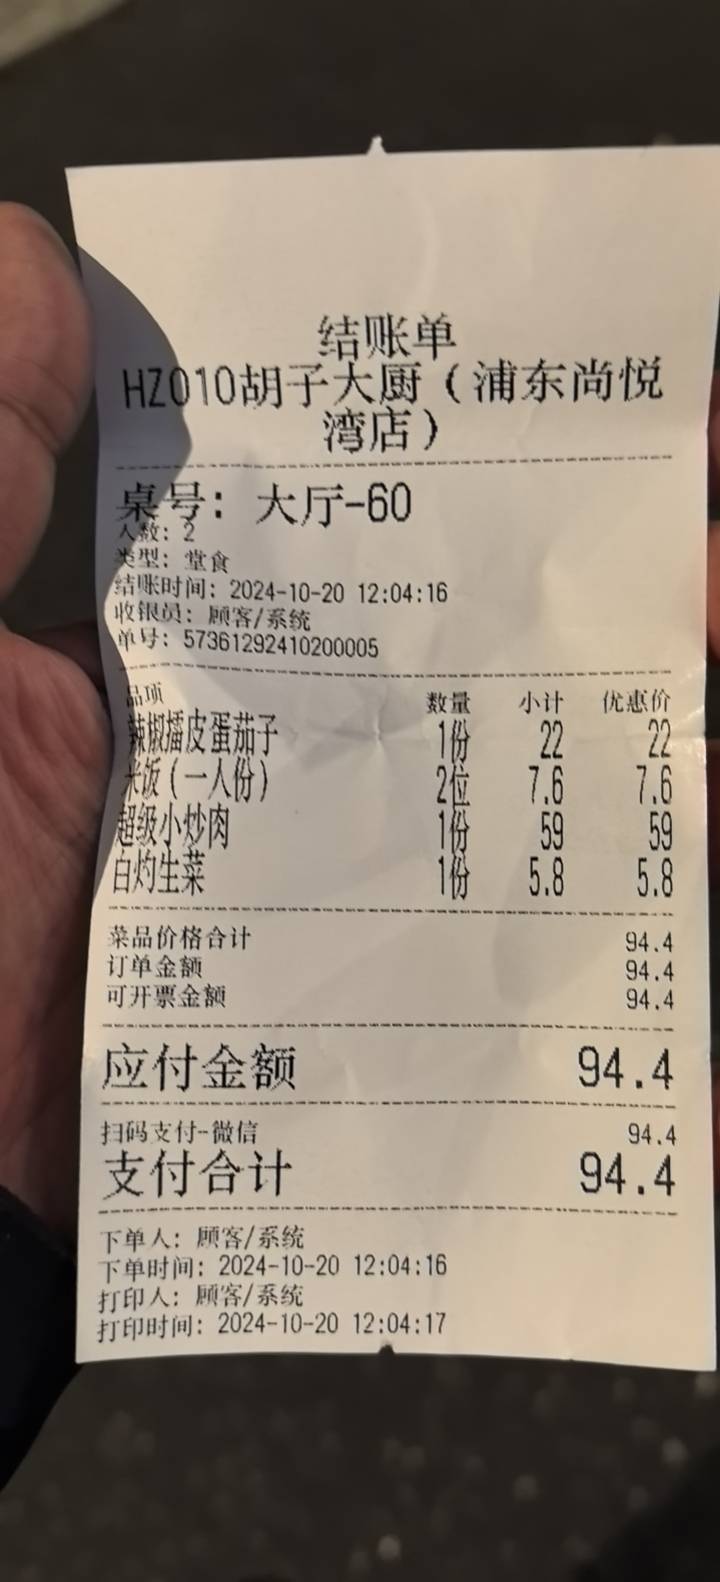 结账单
HZ010胡子大厨（浦东尚悦
湾店）
桌号：大厅-60
人数：2
类型：堂食
结账时间：2024-10-20 12:04:16
收银员：顾客/系统
单号：57361292410200005
品项 数量 小计 优惠价
辣椒擂皮蛋茄子 1份 22 22
米饭（一人份） 2位 7.6 7.6
超级小炒肉 1份 59 59
白灼生菜 1份 5.8 5.8
菜品价格合计 94.4
订单金额 94.4
可开票金额 94.4
应付金额 94.4
扫码支付-微信 94.4
支付合计 94.4
下单人：顾客/系统
下单时间：2024-10-20 12:04:16
打印人：顾客/系统
打印时间：2024-10-20 12:04:17